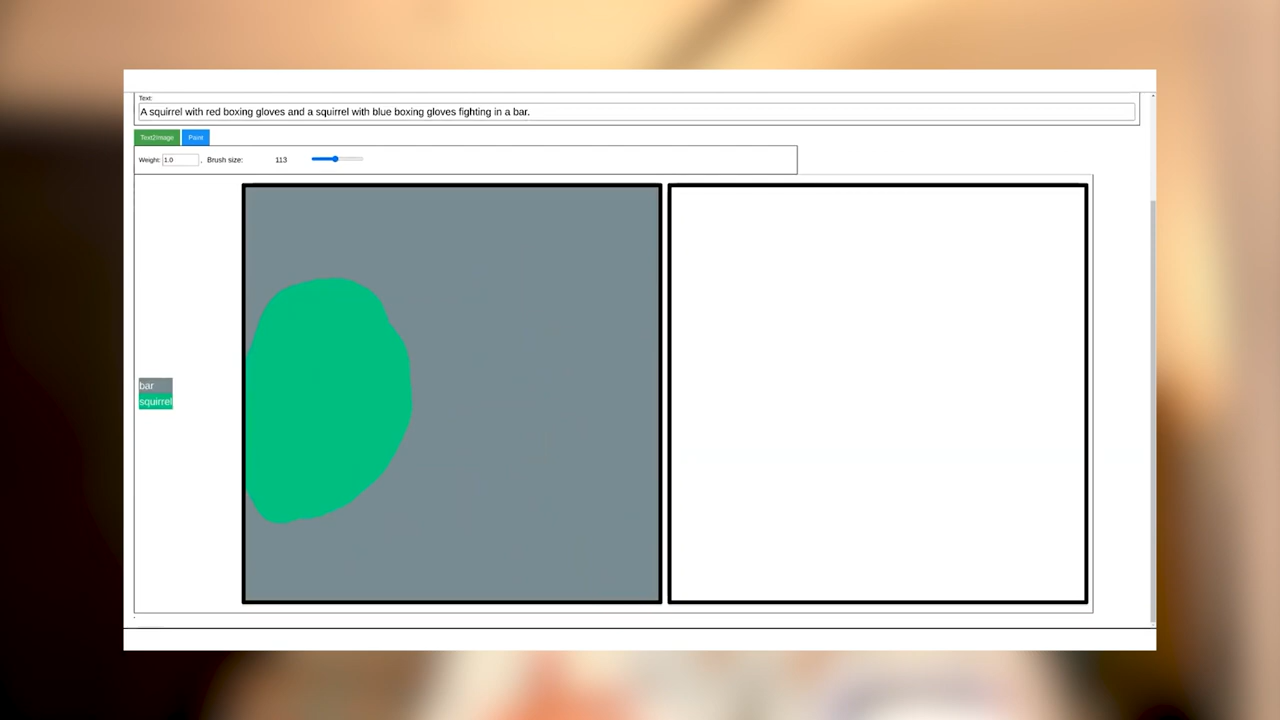 Text:
A squirrel with red boxing gloves and a squirrel with blue boxing gloves fighting in a bar.
Text2Image Paint
Weight: 1.0 , Brush size: 113
bar
squirrel